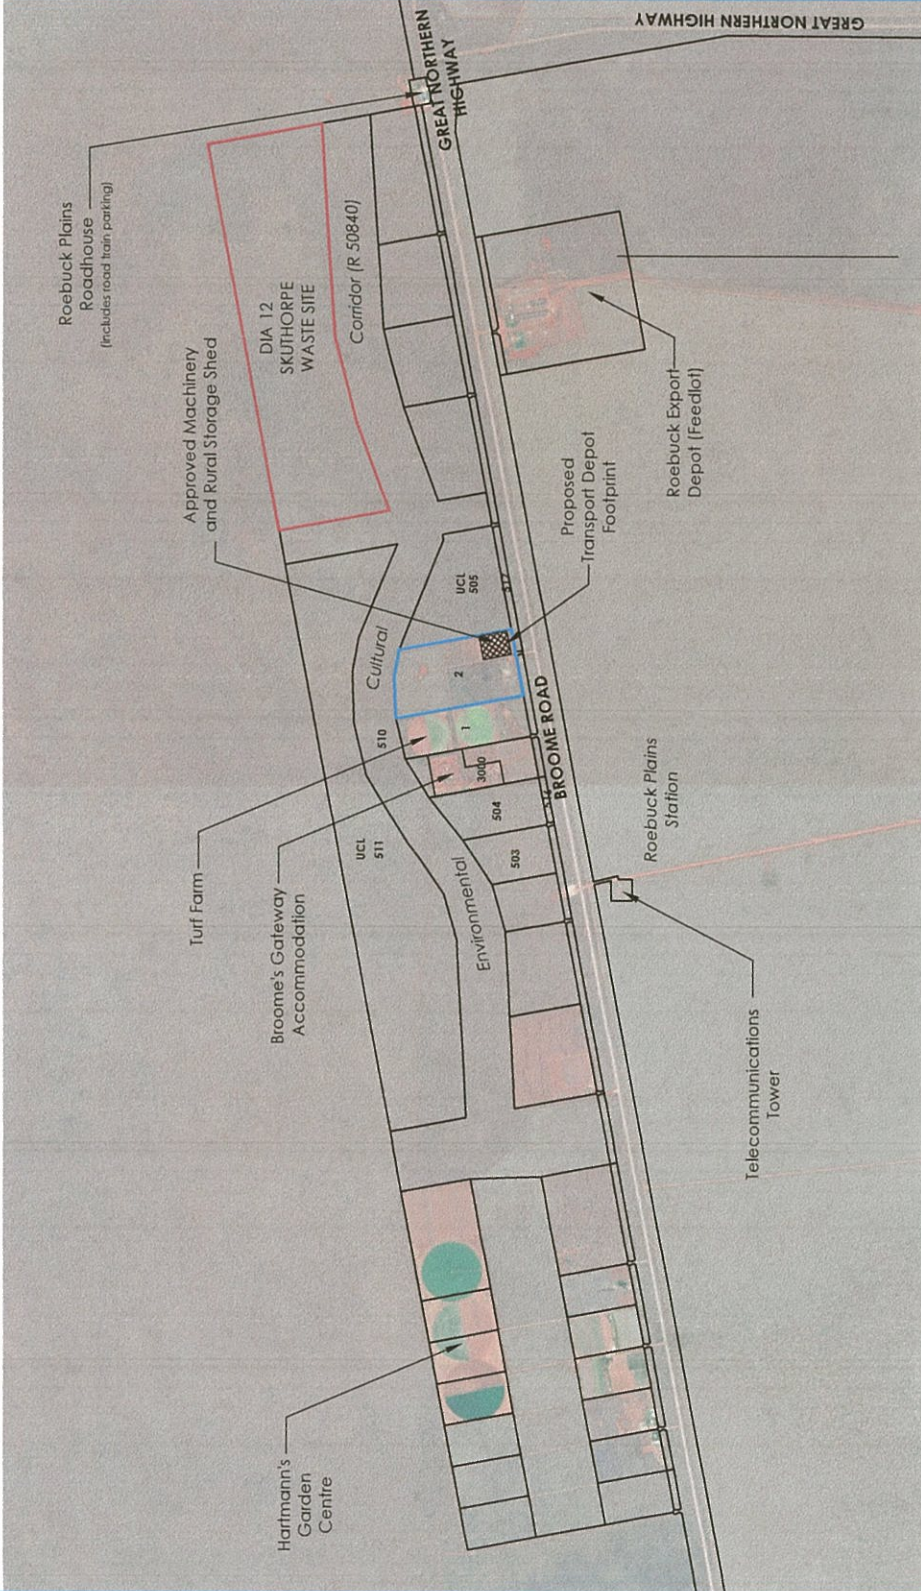 Roebuck Plains
Roadhouse
(includes road train parking)
GREAT NORTHERN
HIGHWAY
GREAT NORTHERN HIGHWAY
DIA 12
SKUTHORPE
WASTE SITE
Corridor (R 50840)
Approved Machinery
and Rural Storage Shed
Roebuck Export
Depot (Feedlot)
Proposed
Transport Depot
Footprint
UCL
505
517
Cultural
2
510
1
3000
504
516
BROOME ROAD
503
UCL
511
Turf Farm
Broome's Gateway
Accommodation
Environmental
Roebuck Plains
Station
Telecommunications
Tower
Hartmann's
Garden
Centre